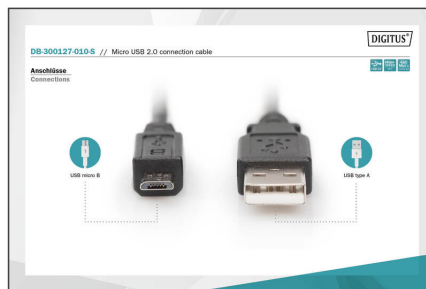 DIGITUS®
DB-300127-010-S // Micro USB 2.0 connection cable
Anschlüsse
Connections
USB micro B
USB type A